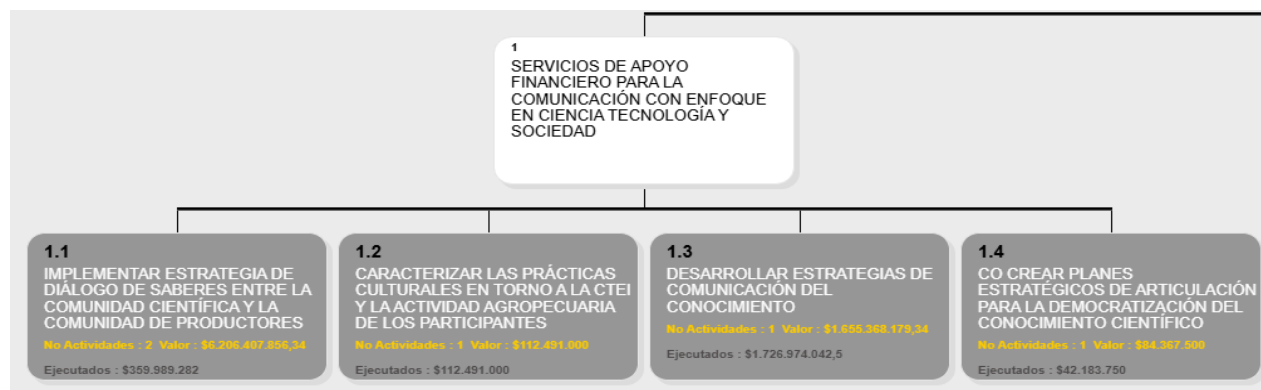 1
SERVICIOS DE APOYO
FINANCIERO PARA LA
COMUNICACIÓN CON ENFOQUE
EN CIENCIA TECNOLOGÍA Y
SOCIEDAD
1.1
IMPLEMENTAR ESTRATEGIA DE
DIÁLOGO DE SABERES ENTRE LA
COMUNIDAD CIENTÍFICA Y LA
COMUNIDAD DE PRODUCTORES
No Actividades : 2 Valor : $6.206.407.856,34
Ejecutados : $359.989.282
1.2
CARACTERIZAR LAS PRÁCTICAS
CULTURALES EN TORNO A LA CTEI
Y LA ACTIVIDAD AGROPECUARIA
DE LOS PARTICIPANTES
No Actividades : 1 Valor : $112.491.000
Ejecutados : $112.491.000
1.3
DESARROLLAR ESTRATEGIAS DE
COMUNICACIÓN DEL
CONOCIMIENTO
No Actividades : 1 Valor : $1.655.368.179,34
Ejecutados : $1.726.974.042,5
1.4
CO CREAR PLANES
ESTRATÉGICOS DE ARTICULACIÓN
PARA LA DEMOCRATIZACIÓN DEL
CONOCIMIENTO CIENTÍFICO
No Actividades : 1 Valor : $84.367.500
Ejecutados : $42.183.750